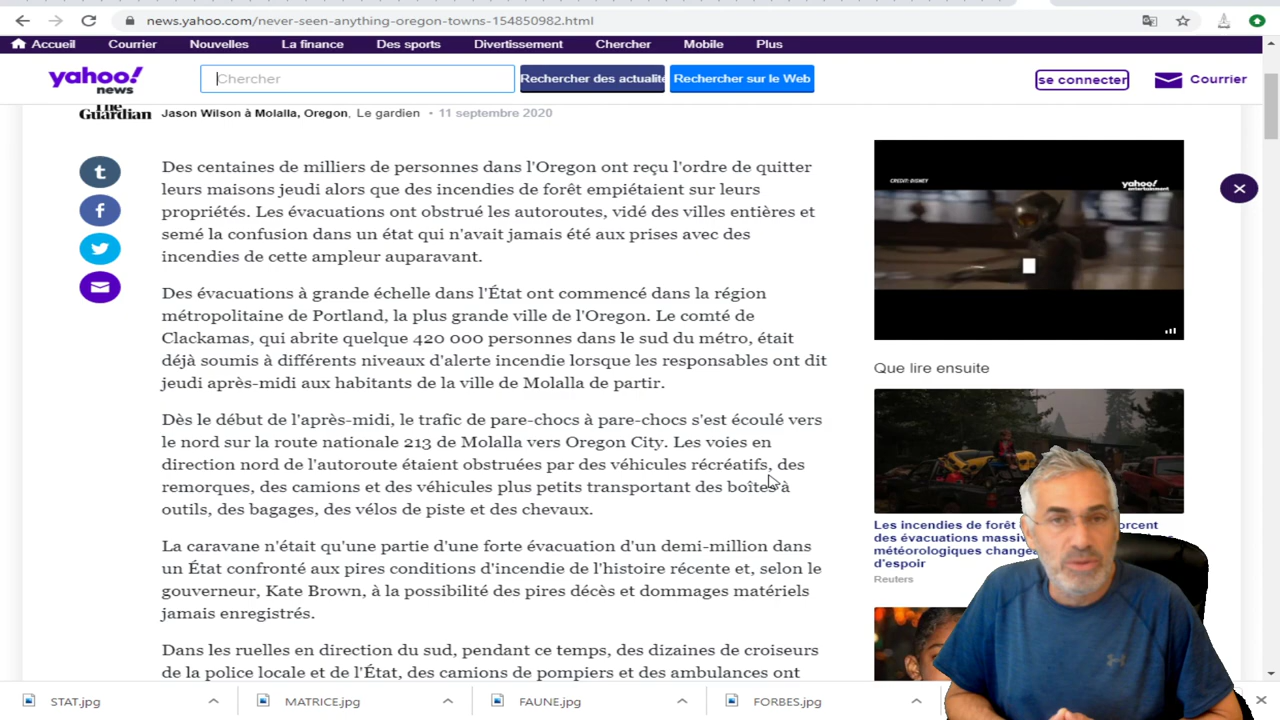 news.yahoo.com/never-seen-anything-oregon-towns-154850982.html
Accueil Courrier Nouvelles La finance Des sports Divertissement Chercher Mobile Plus
yahoo!
news
Chercher
Rechercher des actualité
Rechercher sur le Web
se connecter
Courrier
The
Guardian
Jason Wilson à Molalla, Oregon, Le gardien • 11 septembre 2020
Des centaines de milliers de personnes dans l'Oregon ont reçu l'ordre de quitter
leurs maisons jeudi alors que des incendies de forêt empiétaient sur leurs
propriétés. Les évacuations ont obstrué les autoroutes, vidé des villes entières et
semé la confusion dans un état qui n'avait jamais été aux prises avec des
incendies de cette ampleur auparavant.
Des évacuations à grande échelle dans l'État ont commencé dans la région
métropolitaine de Portland, la plus grande ville de l'Oregon. Le comté de
Clackamas, qui abrite quelque 420 000 personnes dans le sud du métro, était
déjà soumis à différents niveaux d'alerte incendie lorsque les responsables ont dit
jeudi après-midi aux habitants de la ville de Molalla de partir.
Dès le début de l'après-midi, le trafic de pare-chocs à pare-chocs s'est écoulé vers
le nord sur la route nationale 213 de Molalla vers Oregon City. Les voies en
direction nord de l'autoroute étaient obstruées par des véhicules récréatifs, des
remorques, des camions et des véhicules plus petits transportant des boîtes à
outils, des bagages, des vélos de piste et des chevaux.
La caravane n'était qu'une partie d'une forte évacuation d'un demi-million dans
un État confronté aux pires conditions d'incendie de l'histoire récente et, selon le
gouverneur, Kate Brown, à la possibilité des pires décès et dommages matériels
jamais enregistrés.
Dans les ruelles en direction du sud, pendant ce temps, des dizaines de croiseurs
de la police locale et de l'État, des camions de pompiers et des ambulances ont
CREDIT: DISNEY
yahoo!
entertainment
Que lire ensuite
Les incendies de forêt orcent
des évacuations massiv
météorologiques change
d'espoir
Reuters
STAT.jpg
MATRICE.jpg
FAUNE.jpg
FORBES.jpg